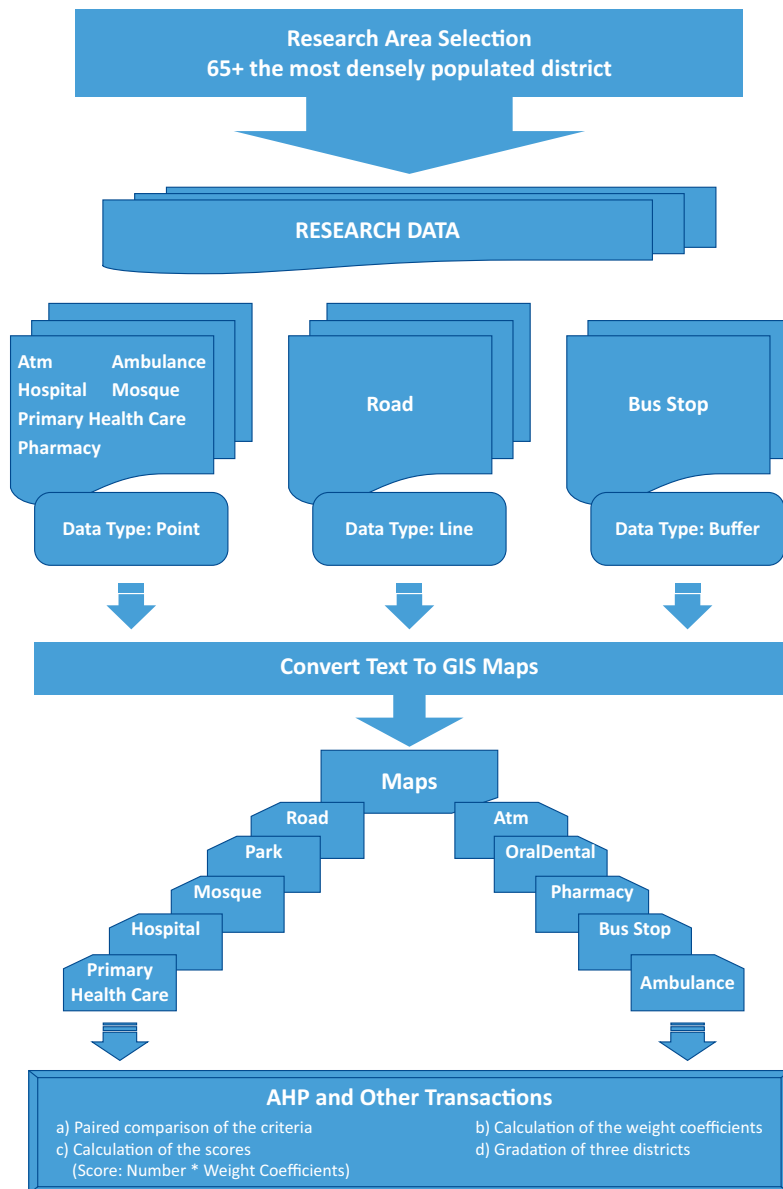 Research Area Selection
65+ the most densely populated district
RESEARCH DATA
Atm Ambulance
Hospital Mosque
Primary Health Care
Pharmacy
Road
Bus Stop
Data Type: Point
Data Type: Line
Data Type: Buffer
Convert Text To GIS Maps
Maps
Road
Park
Mosque
Hospital
Primary
Health Care
Atm
OralDental
Pharmacy
Bus Stop
Ambulance
AHP and Other Transactions
a) Paired comparison of the criteria
b) Calculation of the weight coefficients
c) Calculation of the scores
(Score: Number * Weight Coefficients)
d) Gradation of three districts